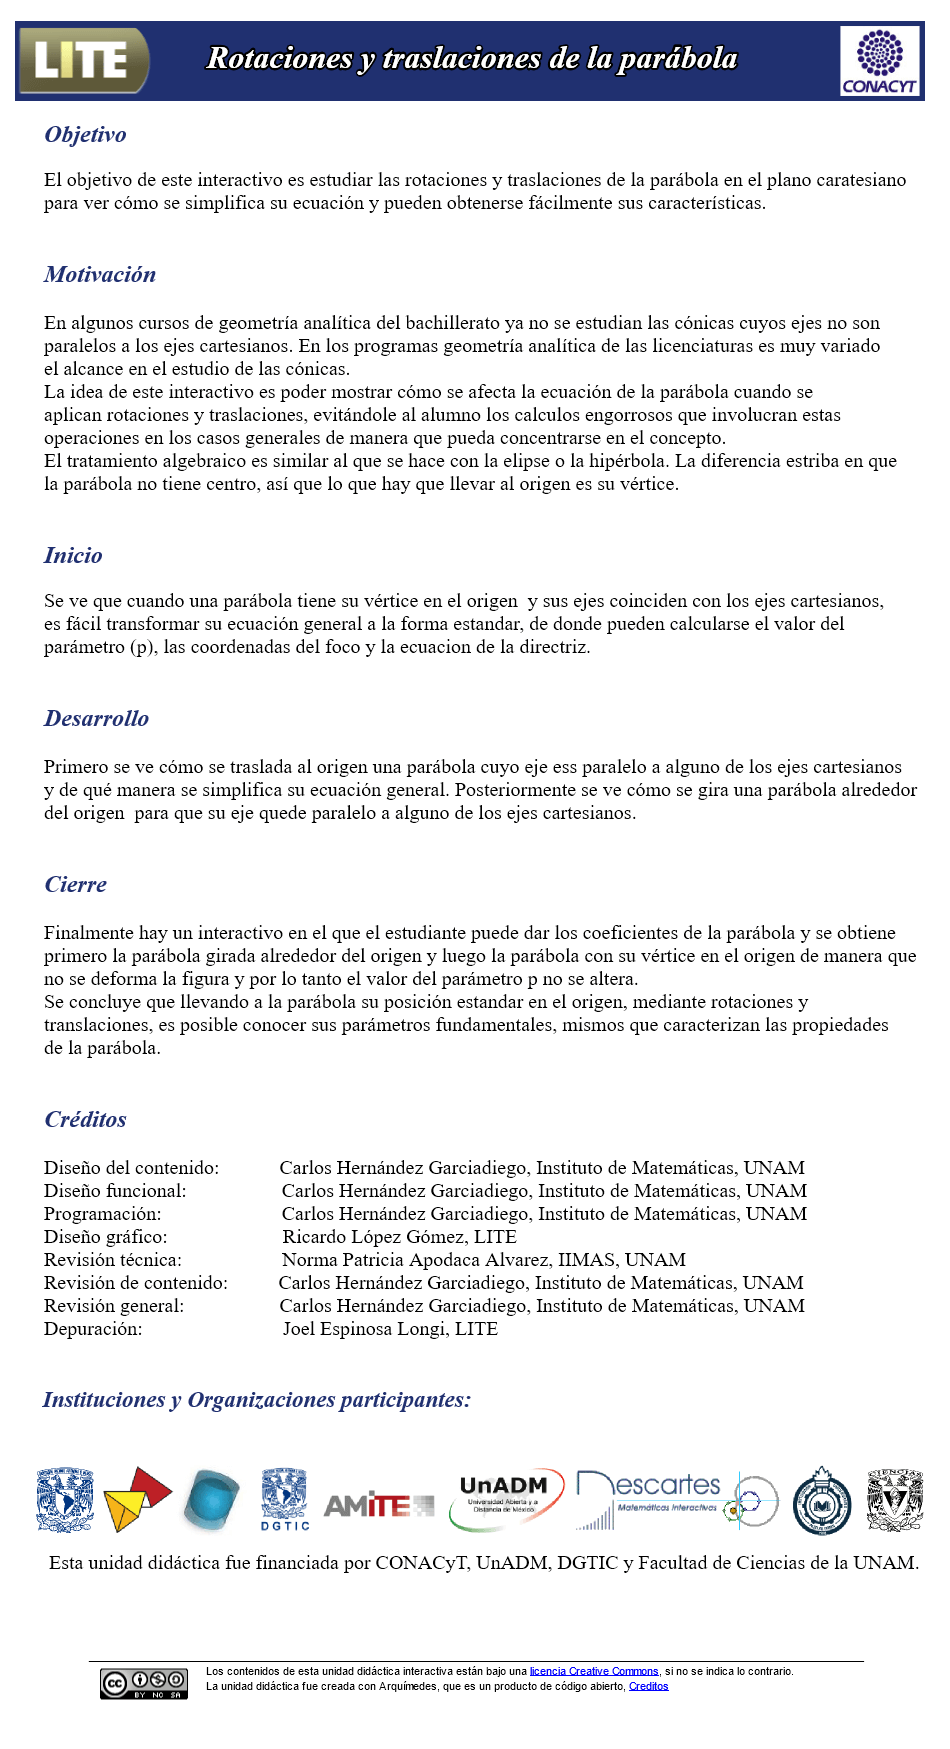 LITE
Rotaciones y traslaciones de la parábola
CONACYT
Objetivo
El objetivo de este interactivo es estudiar las rotaciones y traslaciones de la parábola en el plano caratesiano
para ver cómo se simplifica su ecuación y pueden obtenerse fácilmente sus características.
Motivación
En algunos cursos de geometría analítica del bachillerato ya no se estudian las cónicas cuyos ejes no son
paralelos a los ejes cartesianos. En los programas geometría analítica de las licenciaturas es muy variado
el alcance en el estudio de las cónicas.
La idea de este interactivo es poder mostrar cómo se afecta la ecuación de la parábola cuando se
aplican rotaciones y traslaciones, evitándole al alumno los calculos engorrosos que involucran estas
operaciones en los casos generales de manera que pueda concentrarse en el concepto.
El tratamiento algebraico es similar al que se hace con la elipse o la hipérbola. La diferencia estriba en que
la parábola no tiene centro, así que lo que hay que llevar al origen es su vértice.
Inicio
Se ve que cuando una parábola tiene su vértice en el origen  y sus ejes coinciden con los ejes cartesianos,
es fácil transformar su ecuación general a la forma estandar, de donde pueden calcularse el valor del
parámetro (p), las coordenadas del foco y la ecuacion de la directriz.
Desarrollo
Primero se ve cómo se traslada al origen una parábola cuyo eje ess paralelo a alguno de los ejes cartesianos
y de qué manera se simplifica su ecuación general. Posteriormente se ve cómo se gira una parábola alrededor
del origen  para que su eje quede paralelo a alguno de los ejes cartesianos.
Cierre
Finalmente hay un interactivo en el que el estudiante puede dar los coeficientes de la parábola y se obtiene
primero la parábola girada alrededor del origen y luego la parábola con su vértice en el origen de manera que
no se deforma la figura y por lo tanto el valor del parámetro p no se altera.
Se concluye que llevando a la parábola su posición estandar en el origen, mediante rotaciones y
translaciones, es posible conocer sus parámetros fundamentales, mismos que caracterizan las propiedades
de la parábola.
Créditos
Diseño del contenido: Carlos Hernández Garciadiego, Instituto de Matemáticas, UNAM
Diseño funcional: Carlos Hernández Garciadiego, Instituto de Matemáticas, UNAM
Programación: Carlos Hernández Garciadiego, Instituto de Matemáticas, UNAM
Diseño gráfico: Ricardo López Gómez, LITE
Revisión técnica: Norma Patricia Apodaca Alvarez, IIMAS, UNAM
Revisión de contenido: Carlos Hernández Garciadiego, Instituto de Matemáticas, UNAM
Revisión general: Carlos Hernández Garciadiego, Instituto de Matemáticas, UNAM
Depuración: Joel Espinosa Longi, LITE
Instituciones y Organizaciones participantes:
DGTIC
AMiTE
UnADM
Universidad Abierta y a
Distancia de México
Descartes
Matemáticas Interactivas
CIENCIAS
Esta unidad didáctica fue financiada por CONACyT, UnADM, DGTIC y Facultad de Ciencias de la UNAM.
cc BY NC SA
Los contenidos de esta unidad didáctica interactiva están bajo una licencia Creative Commons, si no se indica lo contrario.
La unidad didáctica fue creada con Arquímedes, que es un producto de código abierto, Creditos